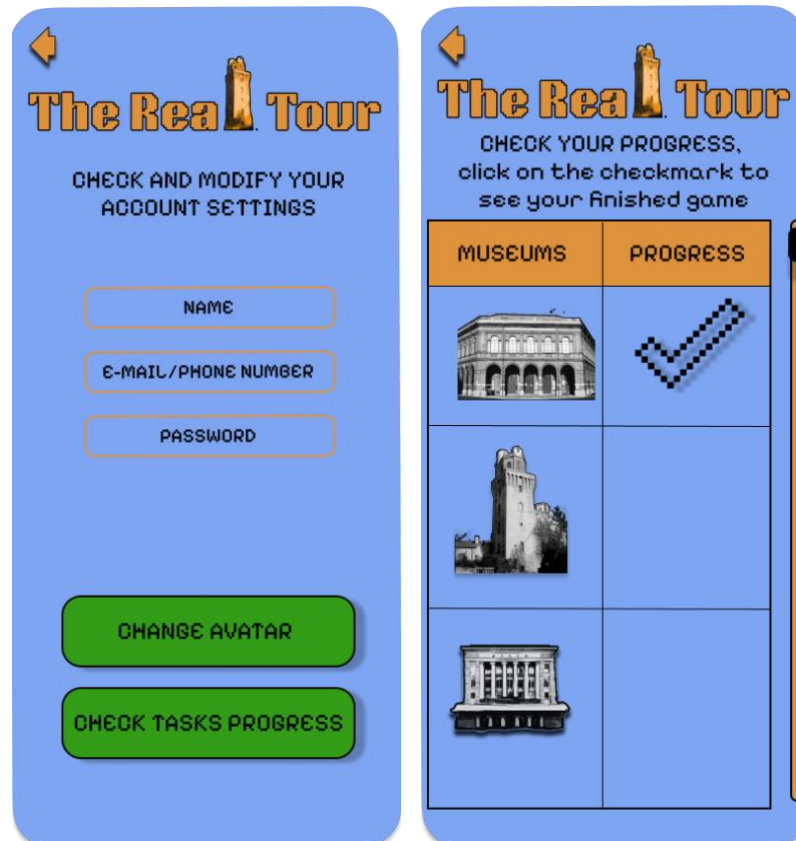 The Rea Tour
CHECK AND MODIFY YOUR
ACCOUNT SETTINGS
NAME
E-MAIL/PHONE NUMBER
PASSWORD
CHANGE AVATAR
CHECK TASKS PROGRESS
The Rea Tour
CHECK YOUR PROGRESS,
click on the checkmark to
see your finished game
MUSEUMS PROGRESS